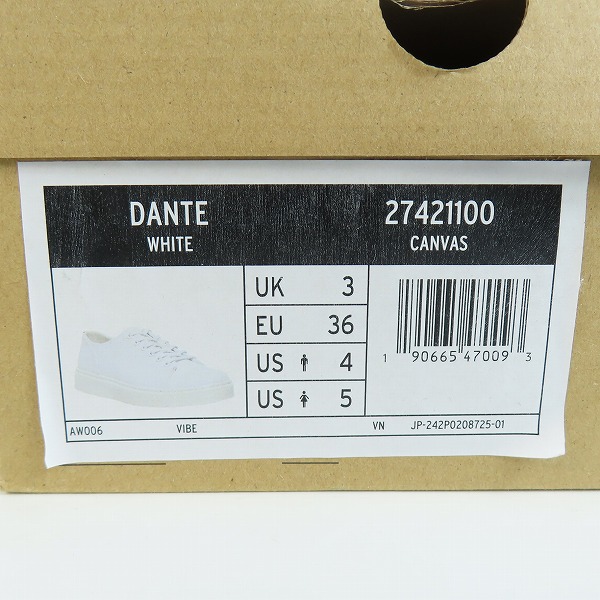 DANTE 27421100
WHITE CANVAS
UK 3
EU 36
US 4
US 5
1 90665 47009 3
AW006 VIBE VN JP-242P0208725-01